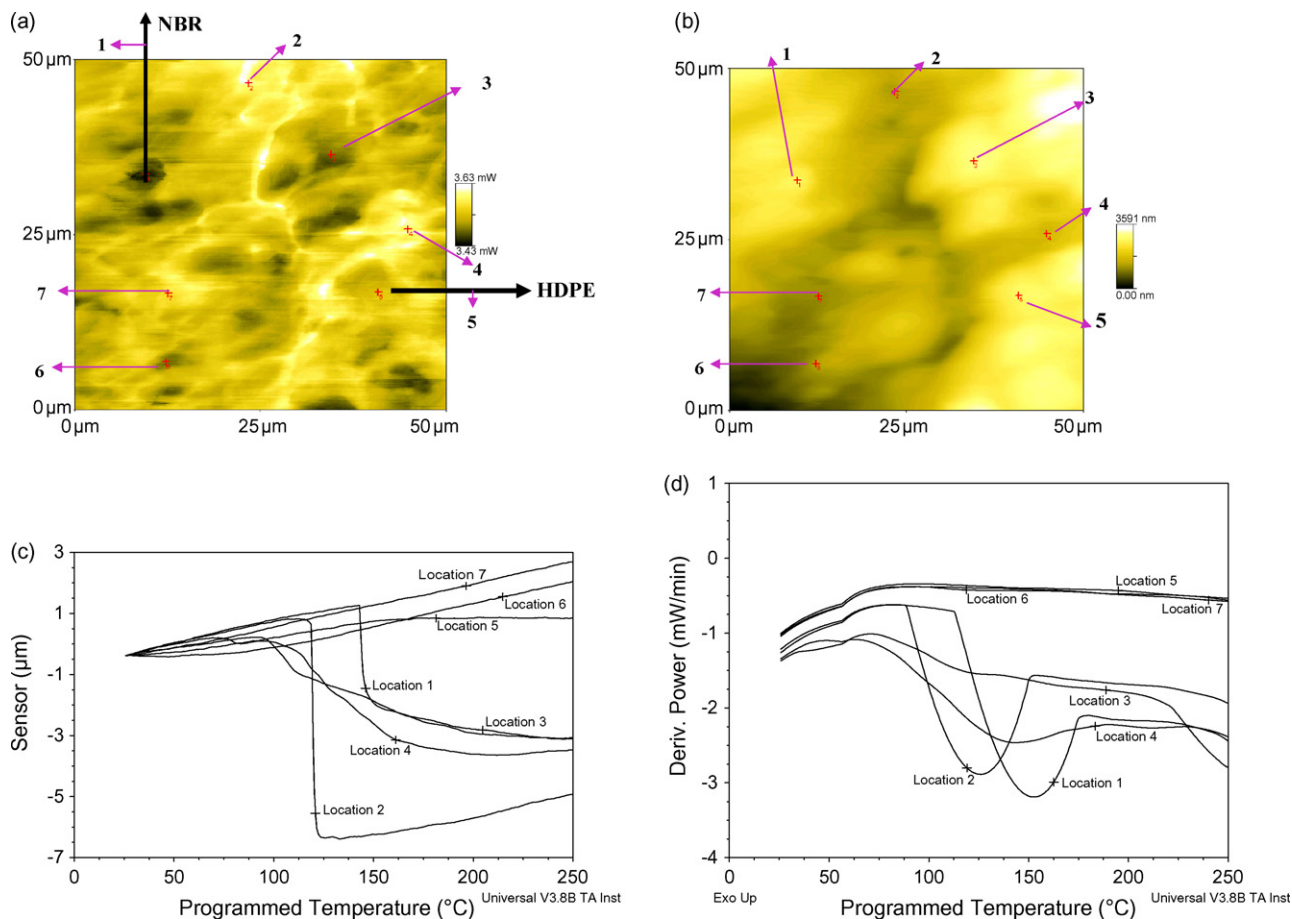 (a)
NBR
1
2
3
50 µm
25 µm
0 µm
0 µm
25 µm
50 µm
3.63 mW
3.43 mW
4
HDPE
5
7
6
(b)
1
2
3
50 µm
25 µm
0 µm
0 µm
25 µm
50 µm
3591 nm
0.00 nm
4
5
7
6
(c)
Sensor (µm)
3
1
-1
-3
-5
-7
Location 7
Location 6
Location 5
Location 1
Location 3
Location 4
Location 2
0
50
100
150
200
250
Programmed Temperature (°C)
Universal V3.8B TA Inst
(d)
Deriv. Power (mW/min)
1
0
-1
-2
-3
-4
Location 5
Location 6
Location 7
Location 3
Location 4
Location 2
Location 1
0
50
100
150
200
250
Exo Up
Programmed Temperature (°C)
Universal V3.8B TA Inst